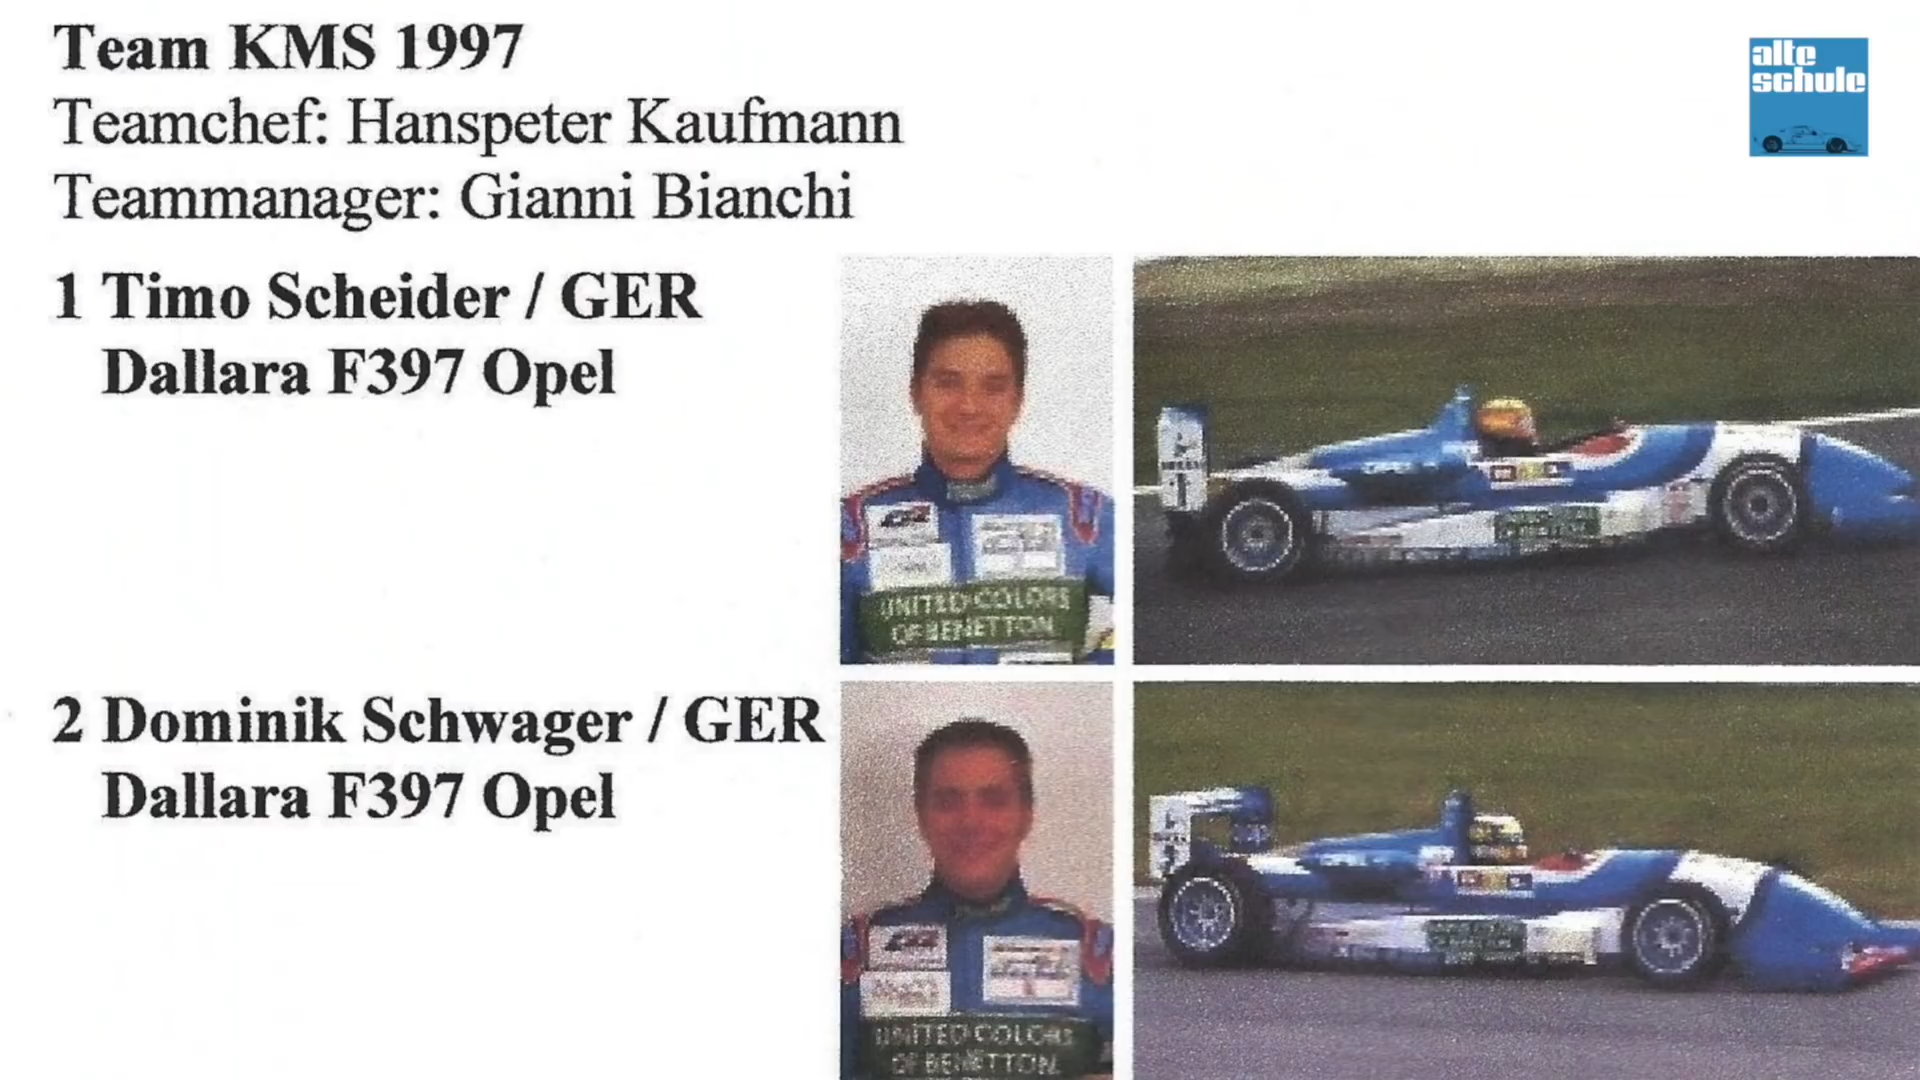 Team KMS 1997
Teamchef: Hanspeter Kaufmann
Teammanager: Gianni Bianchi
alte
schule
1 Timo Scheider / GER
Dallara F397 Opel
UNITED COLORS
OF BENETTON
2 Dominik Schwager / GER
Dallara F397 Opel
UNITED COLORS
OF BENETTON